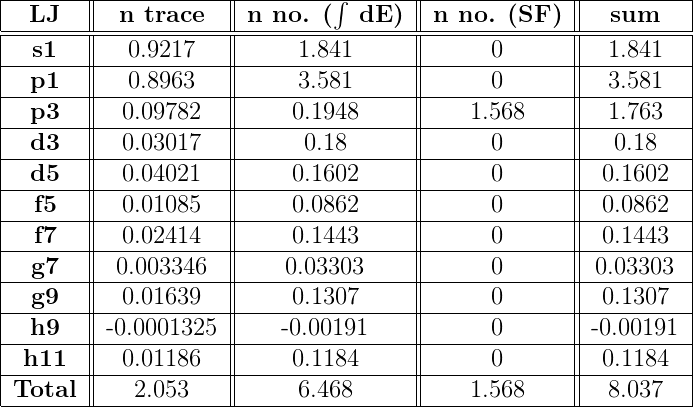 LJ n trace n no. (∫ dE) n no. (SF) sum
s1 0.9217 1.841 0 1.841
p1 0.8963 3.581 0 3.581
p3 0.09782 0.1948 1.568 1.763
d3 0.03017 0.18 0 0.18
d5 0.04021 0.1602 0 0.1602
f5 0.01085 0.0862 0 0.0862
f7 0.02414 0.1443 0 0.1443
g7 0.003346 0.03303 0 0.03303
g9 0.01639 0.1307 0 0.1307
h9 -0.0001325 -0.00191 0 -0.00191
h11 0.01186 0.1184 0 0.1184
Total 2.053 6.468 1.568 8.037